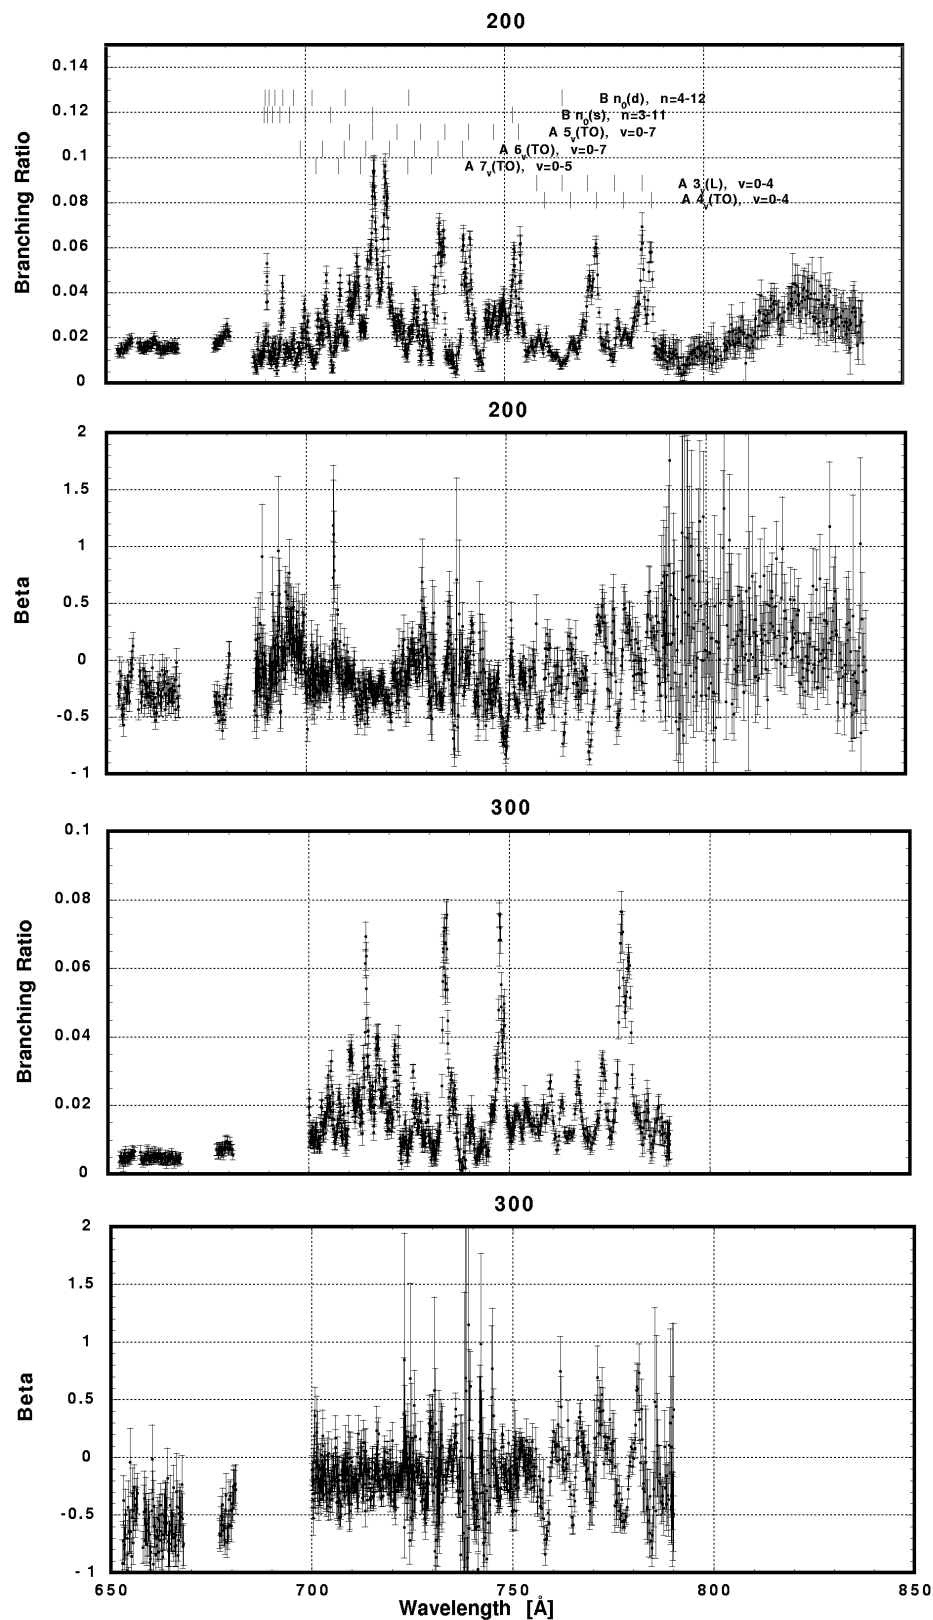 200
0.14
0.12
0.1
0.08
0.06
0.04
0.02
0
Branching Ratio
B n₀(d), n=4-12
B n₀(s), n=3-11
A 5ᵥ(TO), v=0-7
A 6ᵥ(TO), v=0-7
A 7ᵥ(TO), v=0-5
A 3ᵥ(L), v=0-4
A 4ᵥ(TO), v=0-4
200
2
1.5
1
0.5
0
-0.5
-1
Beta
300
0.1
0.08
0.06
0.04
0.02
0
Branching Ratio
300
2
1.5
1
0.5
0
-0.5
-1
Beta
650 700 750 800 850
Wavelength [Å]